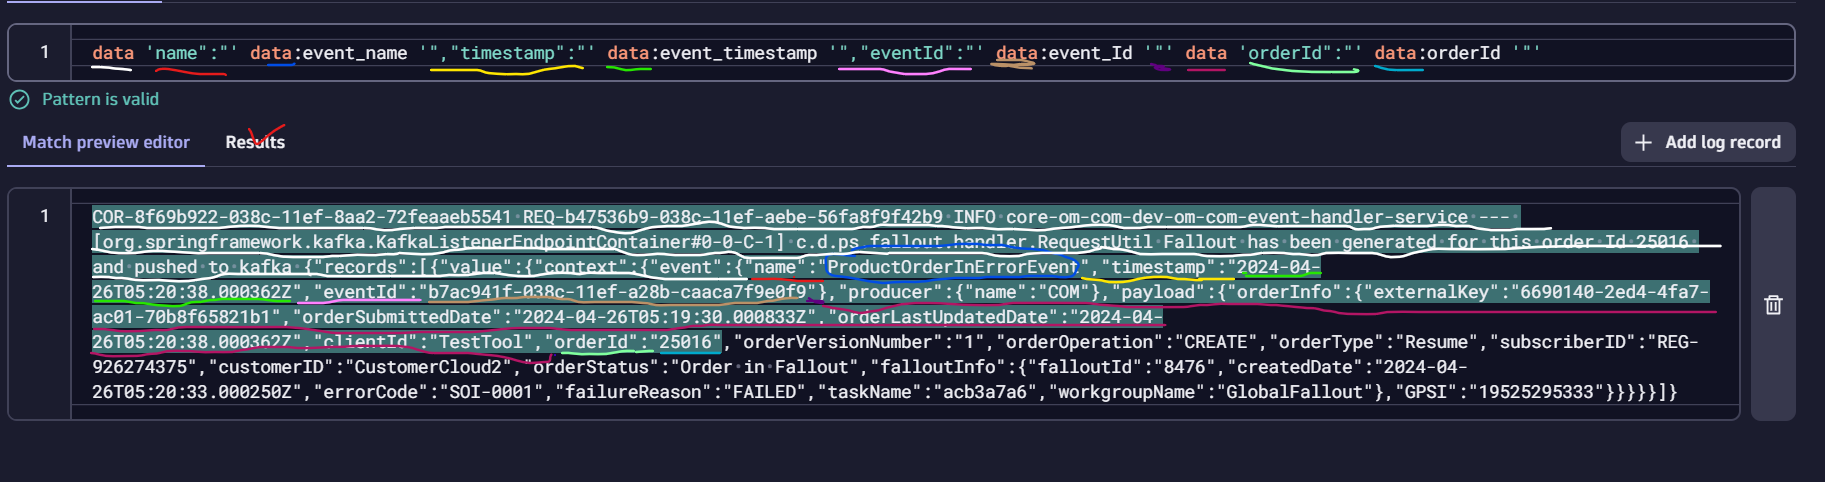 1
data 'name":"' data:event_name '","timestamp":"' data:event_timestamp '","eventId":"' data:event_Id '"' data 'orderId":"' data:orderId '"'
Pattern is valid
Match preview editor
Results
+ Add log record
1
COR-8f69b922-038c-11ef-8aa2-72feaaeb5541 REQ-b47536b9-038c-11ef-aebe-56fa8f9f42b9 INFO core-om-com-dev-om-com-event-handler-service ---
[org.springframework.kafka.KafkaListenerEndpointContainer#0-0-C-1] c.d.ps.fallout.handler.RequestUtil Fallout has been generated for this order Id 25016
and pushed to kafka {"records":[{"value":{"context":{"event":{"name":"ProductOrderInErrorEvent","timestamp":"2024-04-
26T05:20:38.000362Z","eventId":"b7ac941f-038c-11ef-a28b-caaca7f9e0f9"},"producer":{"name":"COM"},"payload":{"orderInfo":{"externalKey":"6690140-2ed4-4fa7-
ac01-70b8f65821b1","orderSubmittedDate":"2024-04-26T05:19:30.000833Z","orderLastUpdatedDate":"2024-04-
26T05:20:38.000362Z","clientId":"TestTool","orderId":"25016","orderVersionNumber":"1","orderOperation":"CREATE","orderType":"Resume","subscriberID":"REG-
926274375","customerID":"CustomerCloud2","orderStatus":"Order in Fallout","falloutInfo":{"falloutId":"8476","createdDate":"2024-04-
26T05:20:33.000250Z","errorCode":"SOI-0001","failureReason":"FAILED","taskName":"acb3a7a6","workgroupName":"GlobalFallout"},"GPSI":"19525295333"}}}}}]}